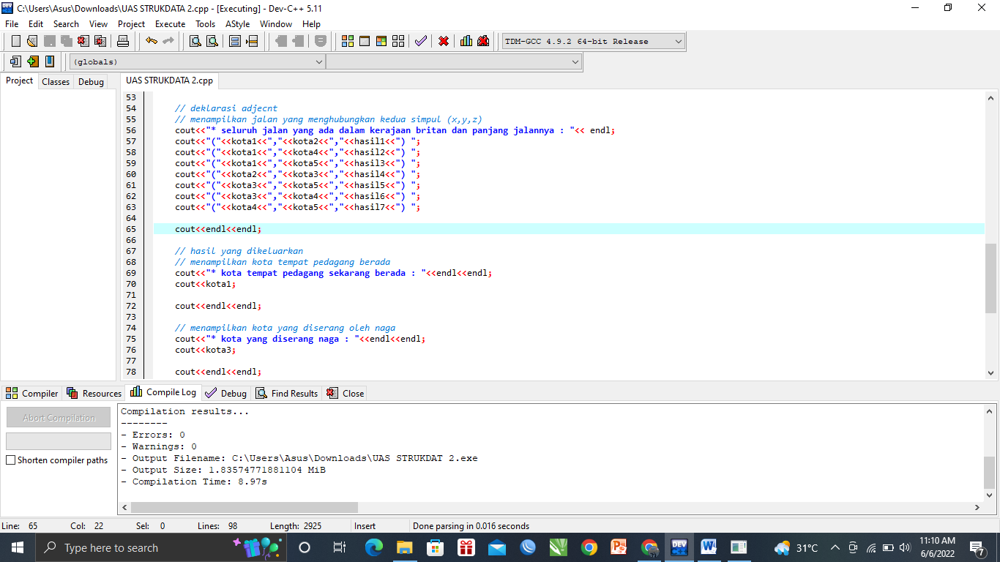 C:\Users\Asus\Downloads\UAS STRUKDATA 2.cpp - [Executing] - Dev-C++ 5.11
File Edit Search View Project Execute Tools AStyle Window Help
TDM-GCC 4.9.2 64-bit Release
(globals)
Project Classes Debug
UAS STRUKDATA 2.cpp
53
54 // deklarasi adjecnt
55 // menampilkan jalan yang menghubungkan kedua simpul (x,y,z)
56 cout<<"* seluruh jalan yang ada dalam kerajaan britan dan panjang jalannya : "<< endl;
57 cout<<"("<<kota1<<","<<kota2<<","<<hasil1<<") ";
58 cout<<"("<<kota1<<","<<kota4<<","<<hasil2<<") ";
59 cout<<"("<<kota1<<","<<kota5<<","<<hasil3<<") ";
60 cout<<"("<<kota2<<","<<kota3<<","<<hasil4<<") ";
61 cout<<"("<<kota3<<","<<kota5<<","<<hasil5<<") ";
62 cout<<"("<<kota3<<","<<kota4<<","<<hasil6<<") ";
63 cout<<"("<<kota4<<","<<kota5<<","<<hasil7<<") ";
64
65 cout<<endl<<endl;
66
67 // hasil yang dikeluarkan
68 // menampilkan kota tempat pedagang berada
69 cout<<"* kota tempat pedagang sekarang berada : "<<endl<<endl;
70 cout<<kota1;
71
72 cout<<endl<<endl;
73
74 // menampilkan kota yang diserang oleh naga
75 cout<<"* kota yang diserang naga : "<<endl<<endl;
76 cout<<kota3;
77
78 cout<<endl<<endl;
Compiler Resources Compile Log Debug Find Results Close
Abort Compilation
Shorten compiler paths
Compilation results...
--------
- Errors: 0
- Warnings: 0
- Output Filename: C:\Users\Asus\Downloads\UAS STRUKDAT 2.exe
- Output Size: 1.83574771881104 MiB
- Compilation Time: 8.97s
Line: 65 Col: 22 Sel: 0 Lines: 98 Length: 2925 Insert Done parsing in 0.016 seconds
Type here to search
31°C
11:10 AM
6/6/2022
7